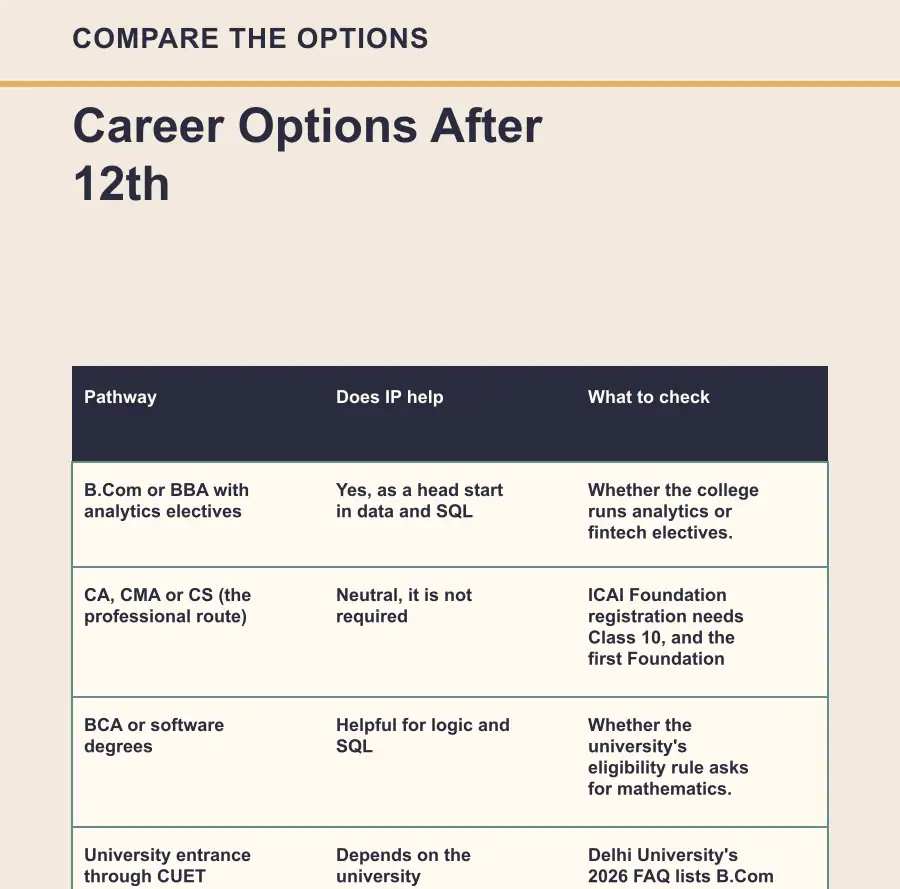 COMPARE THE OPTIONS
Career Options After
12th
Pathway
Does IP help
What to check
B.Com or BBA with
analytics electives
Yes, as a head start
in data and SQL
Whether the college
runs analytics or
fintech electives.
CA, CMA or CS (the
professional route)
Neutral, it is not
required
ICAI Foundation
registration needs
Class 10, and the
first Foundation
BCA or software
degrees
Helpful for logic and
SQL
Whether the
university's
eligibility rule asks
for mathematics.
University entrance
through CUET
Depends on the
university
Delhi University's
2026 FAQ lists B.Com